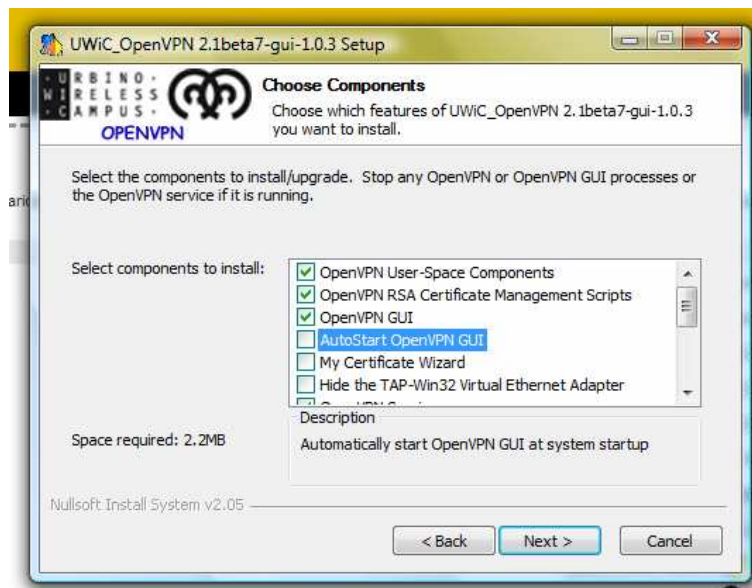 UWiC_OpenVPN 2.1beta7-gui-1.0.3 Setup
URBINO
WIRELESS
CAMPUS
OPENVPN
Choose Components
Choose which features of UWiC_OpenVPN 2.1beta7-gui-1.0.3
you want to install.
Select the components to install/upgrade. Stop any OpenVPN or OpenVPN GUI processes or
the OpenVPN service if it is running.
Select components to install:
OpenVPN User-Space Components
OpenVPN RSA Certificate Management Scripts
OpenVPN GUI
AutoStart OpenVPN GUI
My Certificate Wizard
Hide the TAP-Win32 Virtual Ethernet Adapter
Space required: 2.2MB
Description
Automatically start OpenVPN GUI at system startup
Nullsoft Install System v2.05
< Back
Next >
Cancel